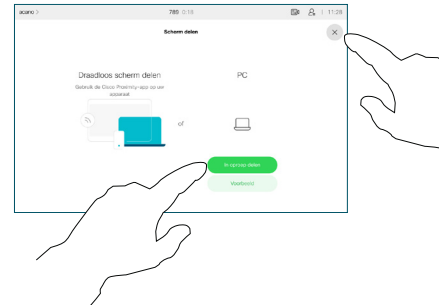 acano >
780 0:18
11:28
Scherm delen
Draadloos scherm delen
Gebruik de Cisco Proximity-app op uw
apparaat
of
PC
In oproep delen
Voorbeeld